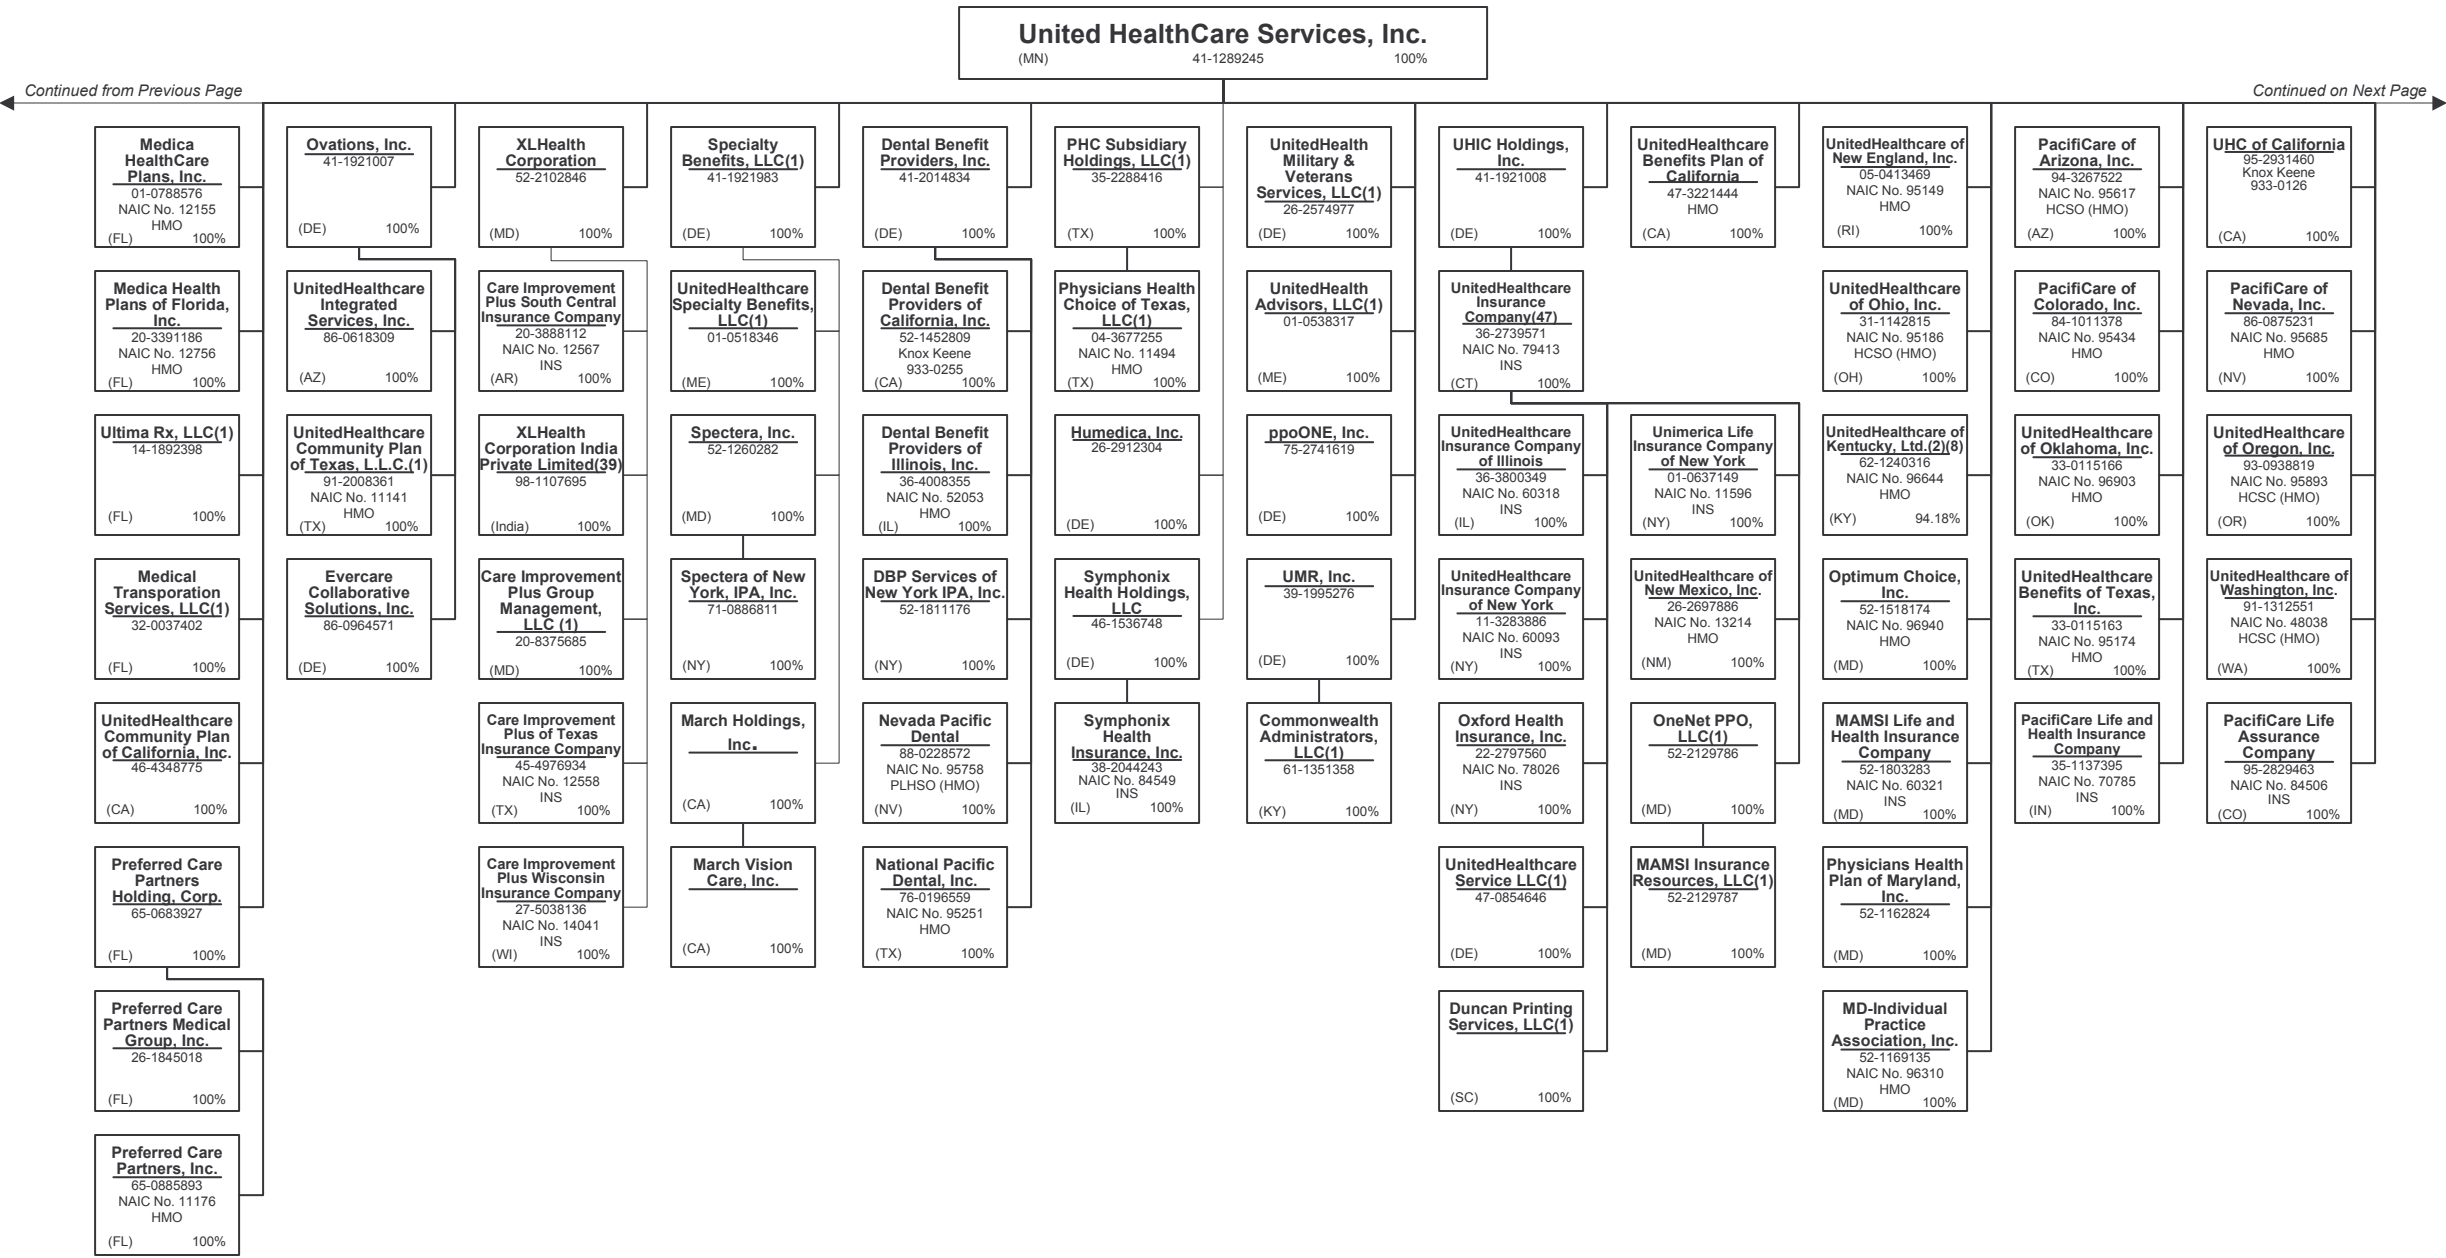 United HealthCare Services, Inc.
(MN) 41-1289245 100%
Continued from Previous Page
Continued on Next Page
Medica
HealthCare
Plans, Inc.
01-0788576
NAIC No. 12155
HMO
(FL) 100%
Medica Health
Plans of Florida,
Inc.
20-3391186
NAIC No. 12756
HMO
(FL) 100%
Ultima Rx, LLC(1)
14-1892398
(FL) 100%
Medical
Transporation
Services, LLC(1)
32-0037402
(FL) 100%
UnitedHealthcare
Community Plan
of California, Inc.
46-4348775
(CA) 100%
Preferred Care
Partners
Holding, Corp.
65-0683927
(FL) 100%
Preferred Care
Partners Medical
Group, Inc.
26-1845018
(FL) 100%
Preferred Care
Partners, Inc.
65-0885893
NAIC No. 11176
HMO
(FL) 100%
Ovations, Inc.
41-1921007
(DE) 100%
UnitedHealthcare
Integrated
Services, Inc.
86-0618309
(AZ) 100%
UnitedHealthcare
Community Plan
of Texas, L.L.C.(1)
91-2008361
NAIC No. 11141
HMO
(TX) 100%
Evercare
Collaborative
Solutions, Inc.
86-0964571
(DE) 100%
XLHealth
Corporation
52-2102846
(MD) 100%
Care Improvement
Plus South Central
Insurance Company
20-3888112
NAIC No. 12567
INS
(AR) 100%
XLHealth
Corporation India
Private Limited(39)
98-1107695
(India) 100%
Care Improvement
Plus Group
Management,
LLC (1)
20-8375685
(MD) 100%
Care Improvement
Plus of Texas
Insurance Company
45-4976934
NAIC No. 12558
INS
(TX) 100%
Care Improvement
Plus Wisconsin
Insurance Company
27-5038136
NAIC No. 14041
INS
(WI) 100%
Specialty
Benefits, LLC(1)
41-1921983
(DE) 100%
UnitedHealthcare
Specialty Benefits,
LLC(1)
01-0518346
(ME) 100%
Spectera, Inc.
52-1260282
(MD) 100%
Spectera of New
York, IPA, Inc.
71-0886811
(NY) 100%
March Holdings,
Inc.
(CA) 100%
March Vision
Care, Inc.
(CA) 100%
Dental Benefit
Providers, Inc.
41-2014834
(DE) 100%
Dental Benefit
Providers of
California, Inc.
52-1452809
Knox Keene
933-0255
(CA) 100%
Dental Benefit
Providers of
Illinois, Inc.
36-4008355
NAIC No. 52053
HMO
(IL) 100%
DBP Services of
New York IPA, Inc.
52-1811176
(NY) 100%
Nevada Pacific
Dental
88-0228572
NAIC No. 95758
PLHSO (HMO)
(NV) 100%
National Pacific
Dental, Inc.
76-0196559
NAIC No. 95251
HMO
(TX) 100%
PHC Subsidiary
Holdings, LLC(1)
35-2288416
(TX) 100%
Physicians Health
Choice of Texas,
LLC(1)
04-3677255
NAIC No. 11494
HMO
(TX) 100%
Humedica, Inc.
26-2912304
(DE) 100%
Symphonix
Health Holdings,
LLC
46-1536748
(DE) 100%
Symphonix
Health
Insurance, Inc.
38-2044243
NAIC No. 84549
INS
(IL) 100%
UnitedHealth
Military &
Veterans
Services, LLC(1)
26-2574977
(DE) 100%
UnitedHealth
Advisors, LLC(1)
01-0538317
(ME) 100%
ppoONE, Inc.
75-2741619
(DE) 100%
UMR, Inc.
39-1995276
(DE) 100%
Commonwealth
Administrators,
LLC(1)
61-1351358
(KY) 100%
UHIC Holdings,
Inc.
41-1921008
(DE) 100%
UnitedHealthcare
Insurance
Company(47)
36-2739571
NAIC No. 79413
INS
(CT) 100%
UnitedHealthcare
Insurance Company
of Illinois
36-3800349
NAIC No. 60318
INS
(IL) 100%
UnitedHealthcare
Insurance Company
of New York
11-3283886
NAIC No. 60093
INS
(NY) 100%
Oxford Health
Insurance, Inc.
22-2797560
NAIC No. 78026
INS
(NY) 100%
UnitedHealthcare
Service LLC(1)
47-0854646
(DE) 100%
Duncan Printing
Services, LLC(1)
(SC) 100%
UnitedHealthcare
Benefits Plan of
California
47-3221444
HMO
(CA) 100%
Unimerica Life
Insurance Company
of New York
01-0637149
NAIC No. 11596
INS
(NY) 100%
UnitedHealthcare of
New Mexico, Inc.
26-2697886
NAIC No. 13214
HMO
(NM) 100%
OneNet PPO,
LLC(1)
52-2129786
(MD) 100%
MAMSI Insurance
Resources, LLC(1)
52-2129787
(MD) 100%
UnitedHealthcare of
New England, Inc.
05-0413469
NAIC No. 95149
HMO
(RI) 100%
UnitedHealthcare
of Ohio, Inc.
31-1142815
NAIC No. 95186
HCSO (HMO)
(OH) 100%
UnitedHealthcare of
Kentucky, Ltd.(2)(8)
62-1240316
NAIC No. 96644
HMO
(KY) 94.18%
Optimum Choice,
Inc.
52-1518174
NAIC No. 96940
HMO
(MD) 100%
MAMSI Life and
Health Insurance
Company
52-1803283
NAIC No. 60321
INS
(MD) 100%
Physicians Health
Plan of Maryland,
Inc.
52-1162824
(MD) 100%
MD-Individual
Practice
Association, Inc.
52-1169135
NAIC No. 96310
HMO
(MD) 100%
PacifiCare of
Arizona, Inc.
94-3267522
NAIC No. 95617
HCSO (HMO)
(AZ) 100%
PacifiCare of
Colorado, Inc.
84-1011378
NAIC No. 95434
HMO
(CO) 100%
UnitedHealthcare
of Oklahoma, Inc.
33-0115166
NAIC No. 96903
HMO
(OK) 100%
UnitedHealthcare
Benefits of Texas,
Inc.
33-0115163
NAIC No. 95174
HMO
(TX) 100%
PacifiCare Life and
Health Insurance
Company
35-1137395
NAIC No. 70785
INS
(IN) 100%
UHC of California
95-2931460
Knox Keene
933-0126
(CA) 100%
PacifiCare of
Nevada, Inc.
86-0875231
NAIC No. 95685
HMO
(NV) 100%
UnitedHealthcare
of Oregon, Inc.
93-0938819
NAIC No. 95893
HCSC (HMO)
(OR) 100%
UnitedHealthcare of
Washington, Inc.
91-1312551
NAIC No. 48038
HCSC (HMO)
(WA) 100%
PacifiCare Life
Assurance
Company
95-2829463
NAIC No. 84506
INS
(CO) 100%